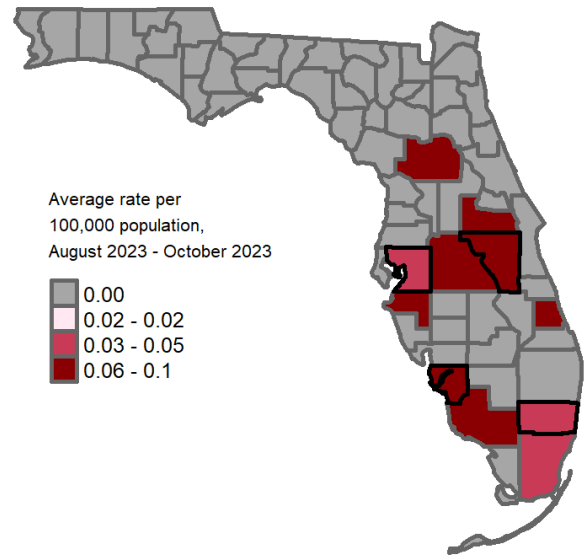 Average rate per
100,000 population,
August 2023 - October 2023
0.00
0.02 - 0.02
0.03 - 0.05
0.06 - 0.1